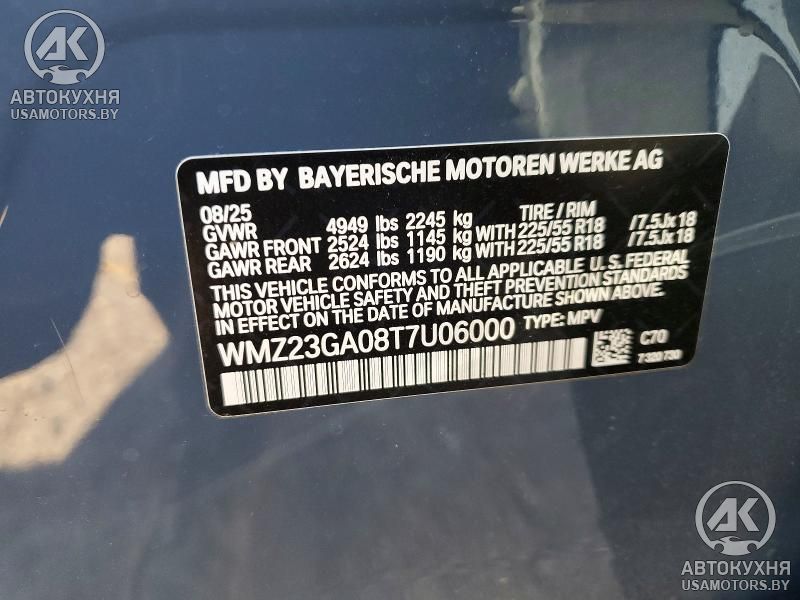 AK
АВТОКУХНЯ
USAMOTORS.BY
MFD BY BAYERISCHE MOTOREN WERKE AG
08/25
GVWR 4949 lbs 2245 kg TIRE / RIM
GAWR FRONT 2524 lbs 1145 kg WITH 225/55 R18 /7.5Jx18
GAWR REAR 2624 lbs 1190 kg WITH 225/55 R18 /7.5Jx18
THIS VEHICLE CONFORMS TO ALL APPLICABLE U. S. FEDERAL
MOTOR VEHICLE SAFETY AND THEFT PREVENTION STANDARDS
IN EFFECT ON THE DATE OF MANUFACTURE SHOWN ABOVE.
WMZ23GA08T7U06000 TYPE: MPV
C70
7320730
AK
АВТОКУХНЯ
USAMOTORS.BY